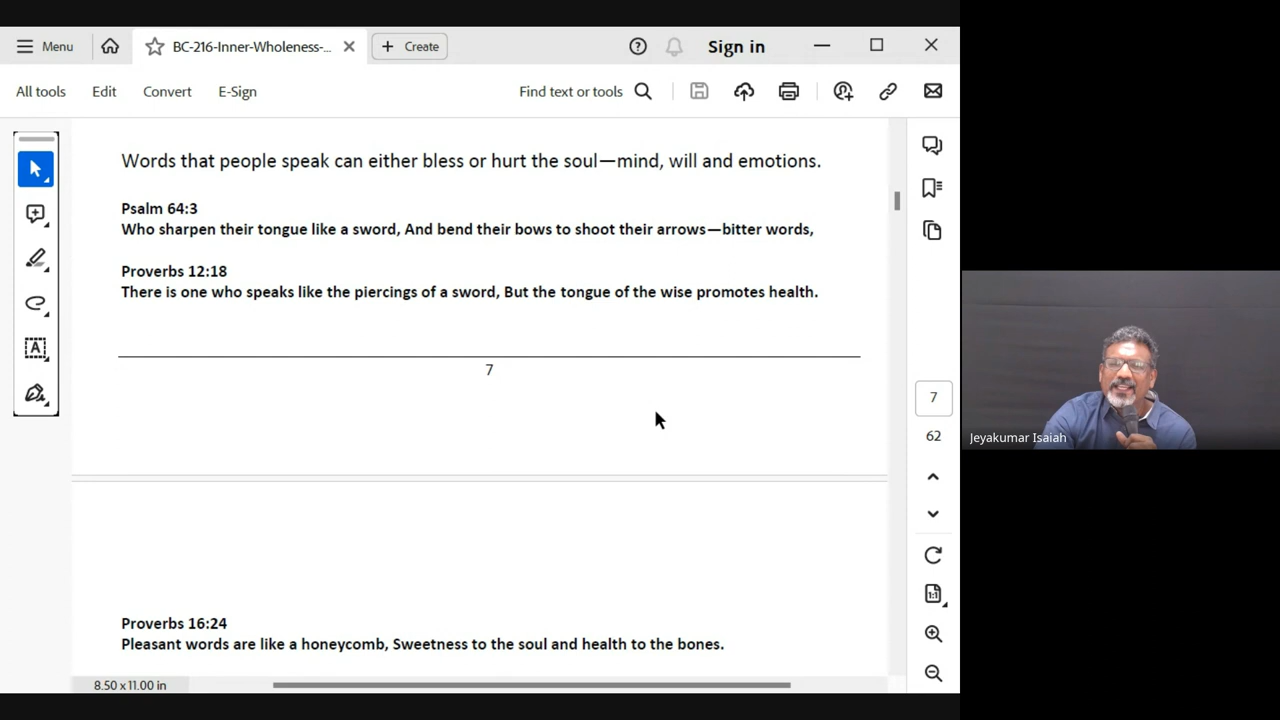 Menu
BC-216-Inner-Wholeness-...
Create
Sign in
All tools
Edit
Convert
E-Sign
Find text or tools
Words that people speak can either bless or hurt the soul—mind, will and emotions.
Psalm 64:3
Who sharpen their tongue like a sword, And bend their bows to shoot their arrows—bitter words,
Proverbs 12:18
There is one who speaks like the piercings of a sword, But the tongue of the wise promotes health.
7
7
62
Jeyakumar Isaiah
Proverbs 16:24
Pleasant words are like a honeycomb, Sweetness to the soul and health to the bones.
8.50 x 11.00 in